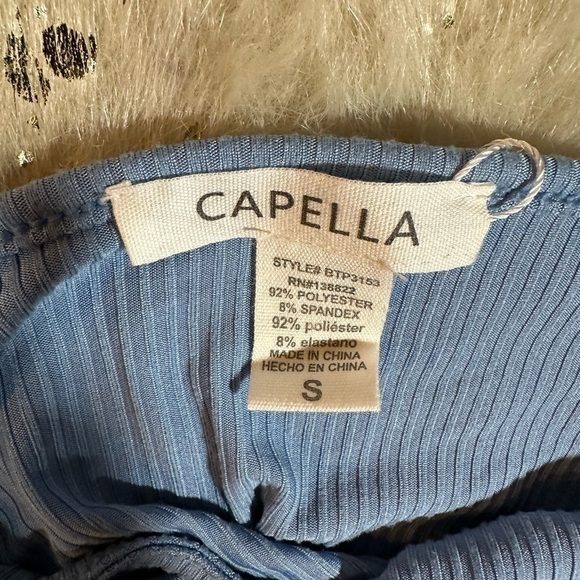 CAPELLA
STYLE# BTP3153
RN#138822
92% POLYESTER
8% SPANDEX
92% poliéster
8% elastano
MADE IN CHINA
HECHO EN CHINA
S